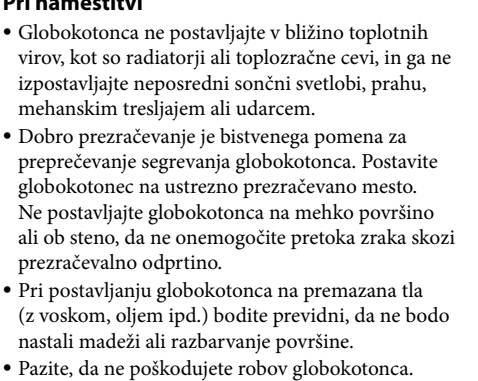 Pri namestitvi
• Globokotonca ne postavljajte v bližino toplotnih
virov, kot so radiatorji ali toplozračne cevi, in ga ne
izpostavljajte neposredni sončni svetlobi, prahu,
mehanskim tresljajem ali udarcem.
• Dobro prezračevanje je bistvenega pomena za
preprečevanje segrevanja globokotonca. Postavite
globokotonec na ustrezno prezračevano mesto.
Ne postavljajte globokotonca na mehko površino
ali ob steno, da ne onemogočite pretoka zraka skozi
prezračevalno odprtino.
• Pri postavljanju globokotonca na premazana tla
(z voskom, oljem ipd.) bodite previdni, da ne bodo
nastali madeži ali razbarvanje površine.
• Pazite, da ne poškodujete robov globokotonca.